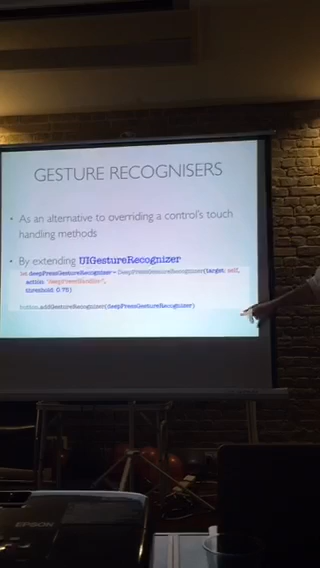 GESTURE RECOGNISERS
• As an alternative to overriding a control's touch
handling methods
• By extending UIGestureRecognizer
let deepPressGestureRecognizer = DeepPressGestureRecognizer(target: self,
action: "deepPressHandler:",
threshold: 0.75)
button.addGestureRecognizer(deepPressGestureRecognizer)
EPSON